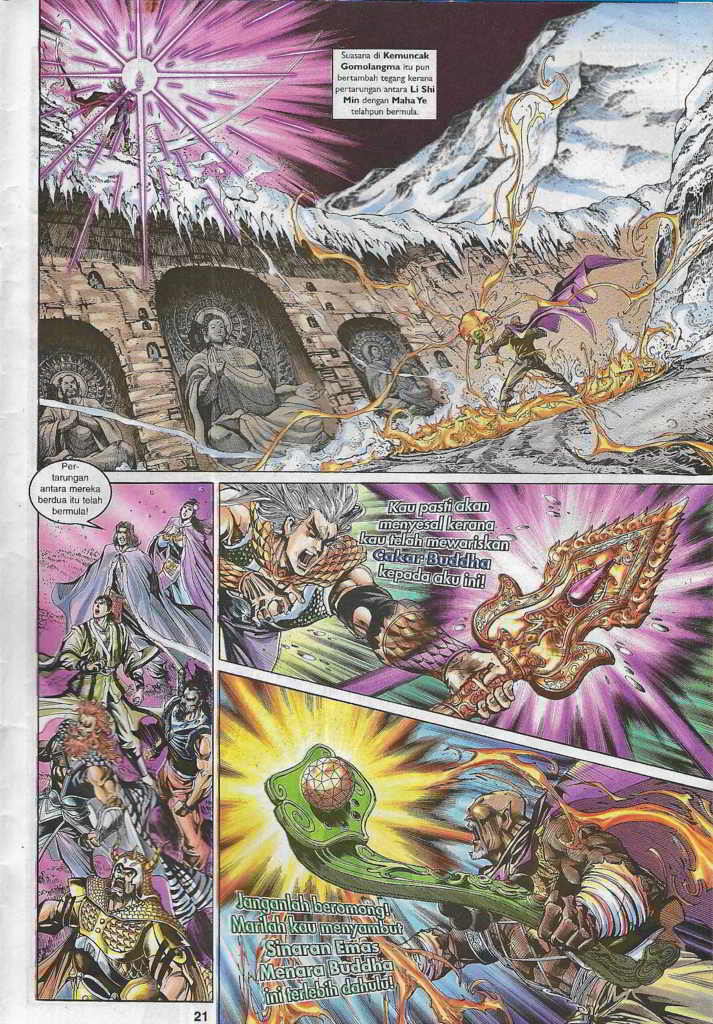 Suasana di Kemuncak
Gomolangma itu pun
bertambah tegang kerana
pertarungan antara Li Shi
Min dengan Maha Ye
telahpun bermula.
Per-
tarungan
antara mereka
berdua itu telah
bermula!
Kau pasti akan
menyesal kerana
kau telah mewariskan
Cakar Buddha
kepada aku ini!
Janganlah beromong!
Marilah kau menyambut
Sinaran Emas
Menara Buddha
ini terlebih dahulu!
21